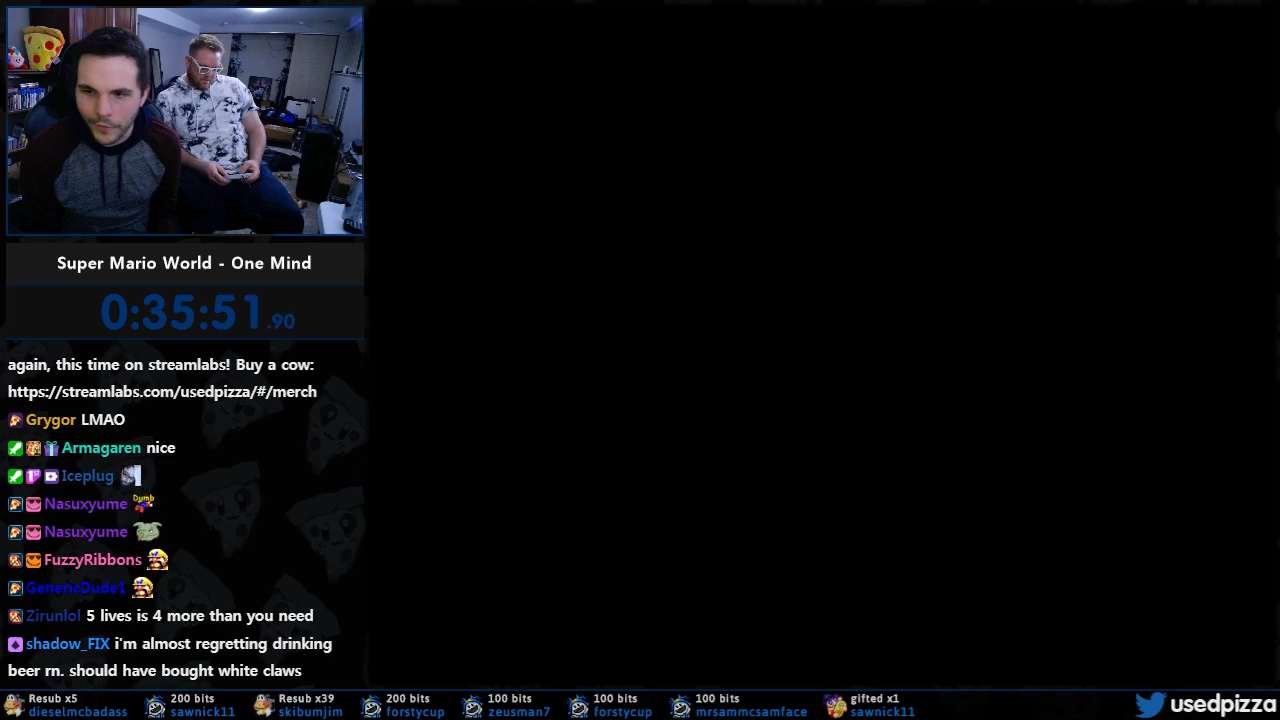 Super Mario World - One Mind
0:35:51.90
again, this time on streamlabs! Buy a cow:
https://streamlabs.com/usedpizza/#/merch
Grygor LMAO
Armagaren nice
Iceplug
Nasuxyume Dumb
Nasuxyume
FuzzyRibbons
GenericDude1
Zirunlol 5 lives is 4 more than you need
shadow_FIX i'm almost regretting drinking
beer rn. should have bought white claws
Resub x5
dieselmcbadass
200 bits
sawnick11
Resub x39
skibumjim
200 bits
forstycup
100 bits
zeusman7
100 bits
forstycup
100 bits
mrsammcsamface
gifted x1
sawnick11
usedpizza